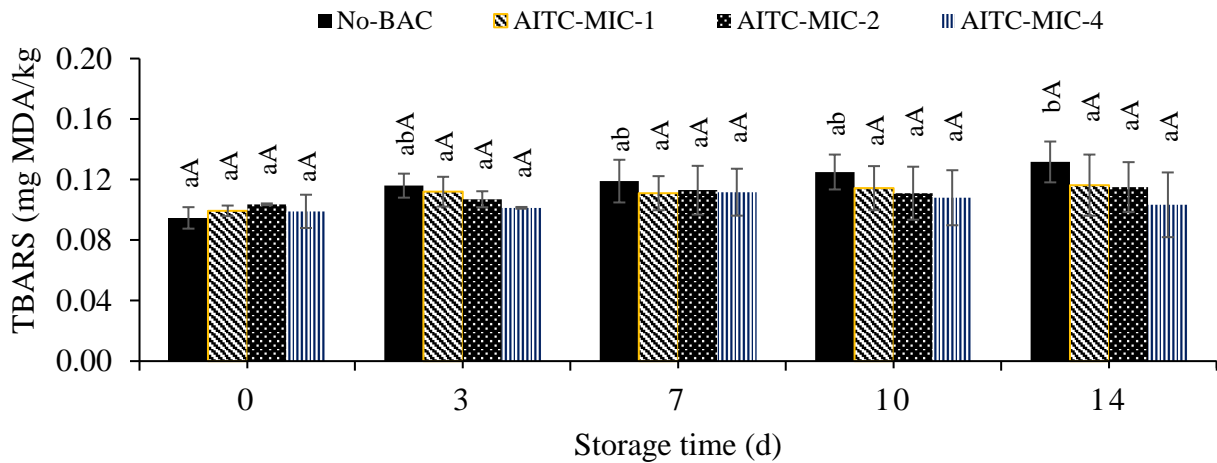 No-BAC AITC-MIC-1 AITC-MIC-2 AITC-MIC-4
TBARS (mg MDA/kg
0.20
0.16
0.12
0.08
0.04
0.00
aA aA aA aA
abA aA aA aA
ab aA aA aA
ab aA aA aA
bA aA aA aA
0 3 7 10 14
Storage time (d)